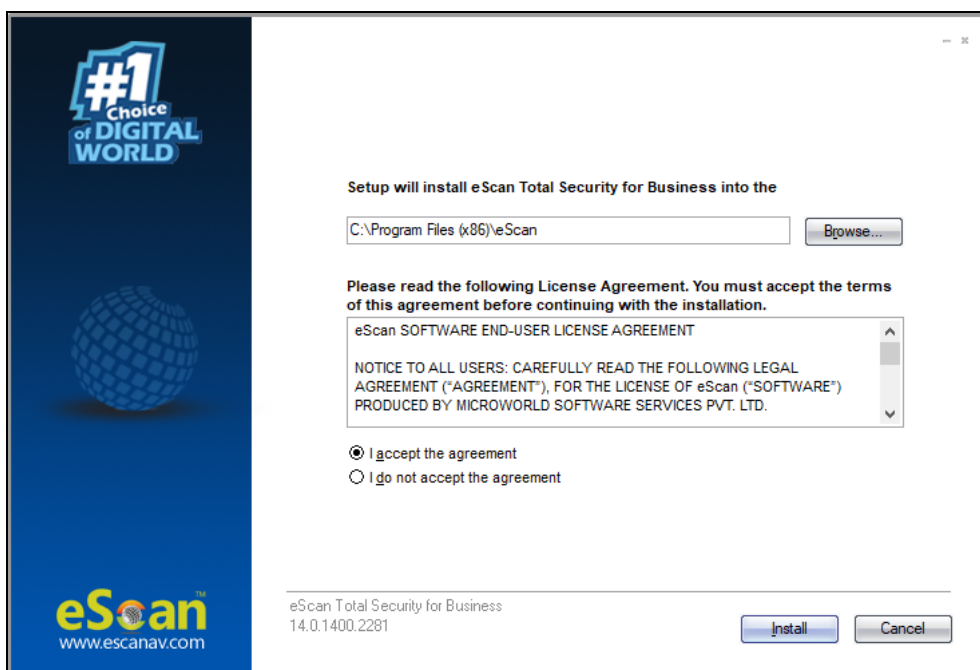 #1
Choice
of DIGITAL
WORLD
Setup will install eScan Total Security for Business into the
C:\Program Files (x86)\eScan
Browse...
Please read the following License Agreement. You must accept the terms
of this agreement before continuing with the installation.
eScan SOFTWARE END-USER LICENSE AGREEMENT
NOTICE TO ALL USERS: CAREFULLY READ THE FOLLOWING LEGAL
AGREEMENT (“AGREEMENT”), FOR THE LICENSE OF eScan (“SOFTWARE”)
PRODUCED BY MICROWORLD SOFTWARE SERVICES PVT. LTD.
I accept the agreement
I do not accept the agreement
eScan™
www.escanav.com
eScan Total Security for Business
14.0.1400.2281
Install
Cancel